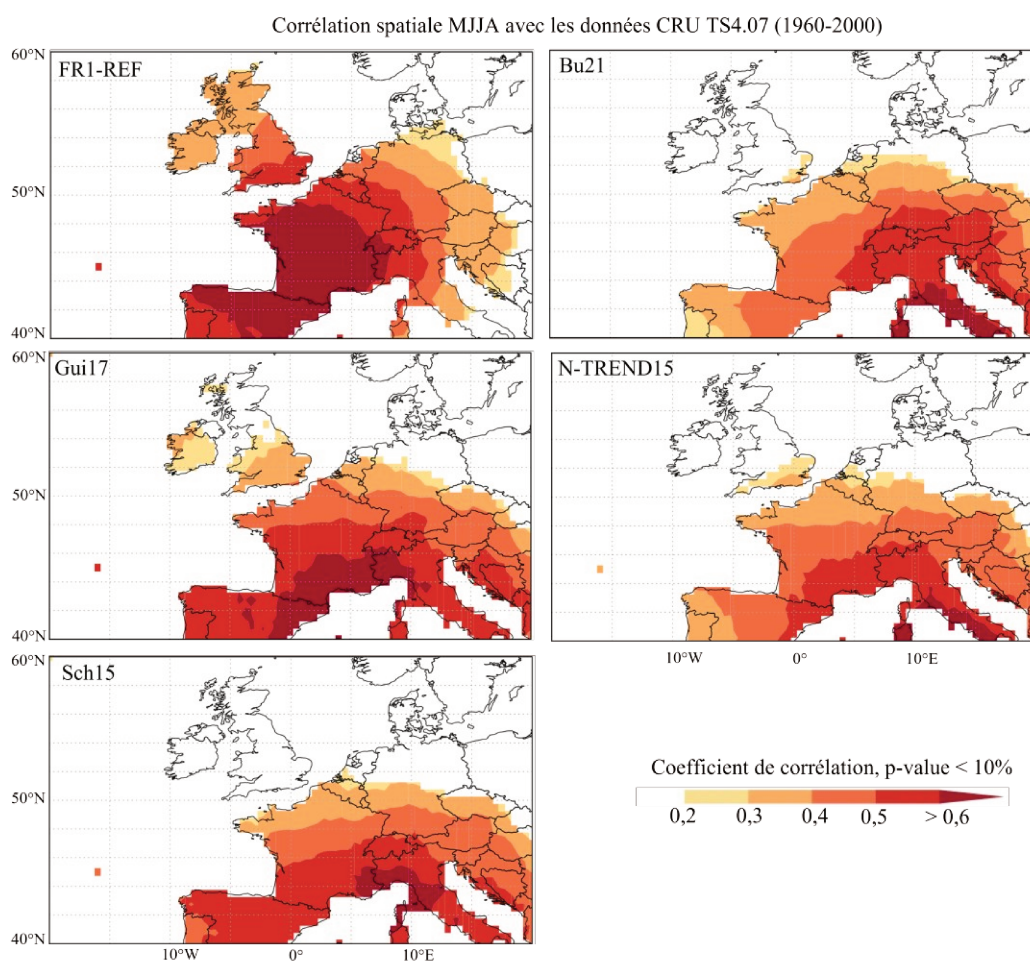 Corrélation spatiale MJJA avec les données CRU TS4.07 (1960-2000)
60°N
FR1-REF
Bu21
50°N
40°N
60°N
Gui17
N-TREND15
50°N
40°N
10°W 0° 10°E
60°N
Sch15
Coefficient de corrélation, p-value < 10%
50°N
0,2 0,3 0,4 0,5 > 0,6
40°N
10°W 0° 10°E